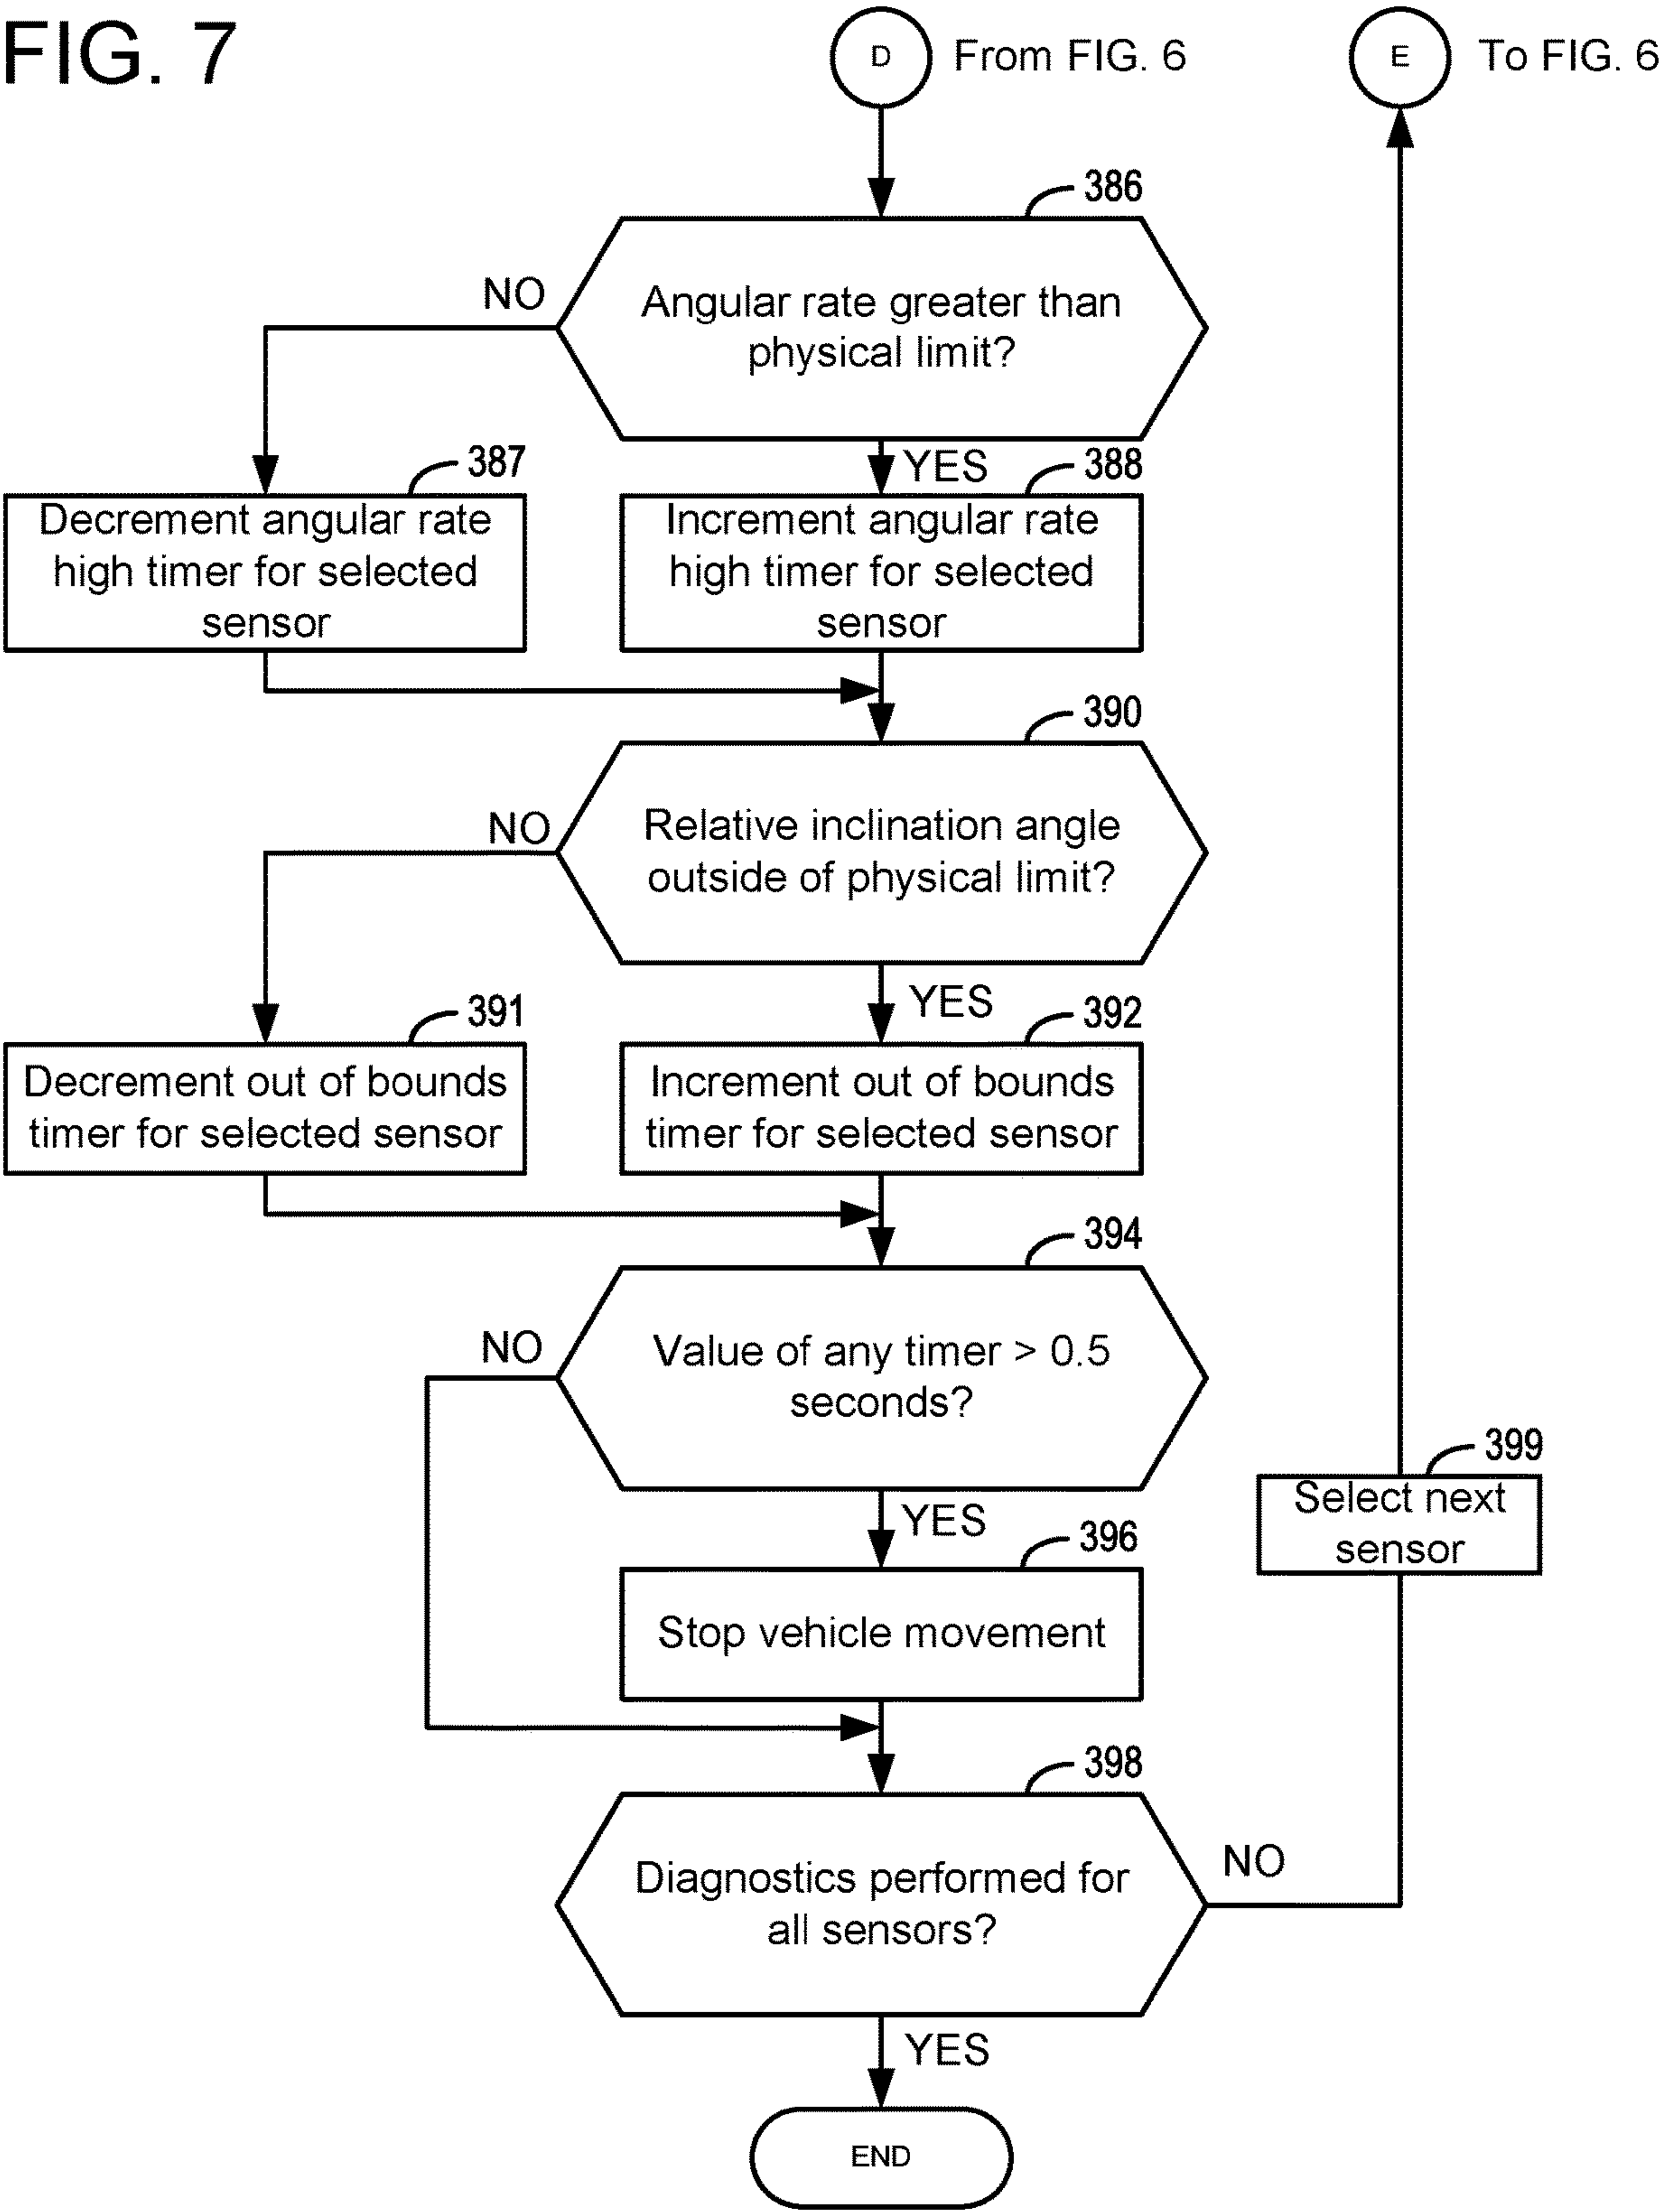 FIG. 7
D
From FIG. 6
E
To FIG. 6
386
Angular rate greater than
physical limit?
NO
YES
387
Decrement angular rate
high timer for selected
sensor
388
Increment angular rate
high timer for selected
sensor
390
Relative inclination angle
outside of physical limit?
NO
YES
391
Decrement out of bounds
timer for selected sensor
392
Increment out of bounds
timer for selected sensor
394
Value of any timer > 0.5
seconds?
NO
YES
396
Stop vehicle movement
399
Select next
sensor
398
Diagnostics performed for
all sensors?
NO
YES
END